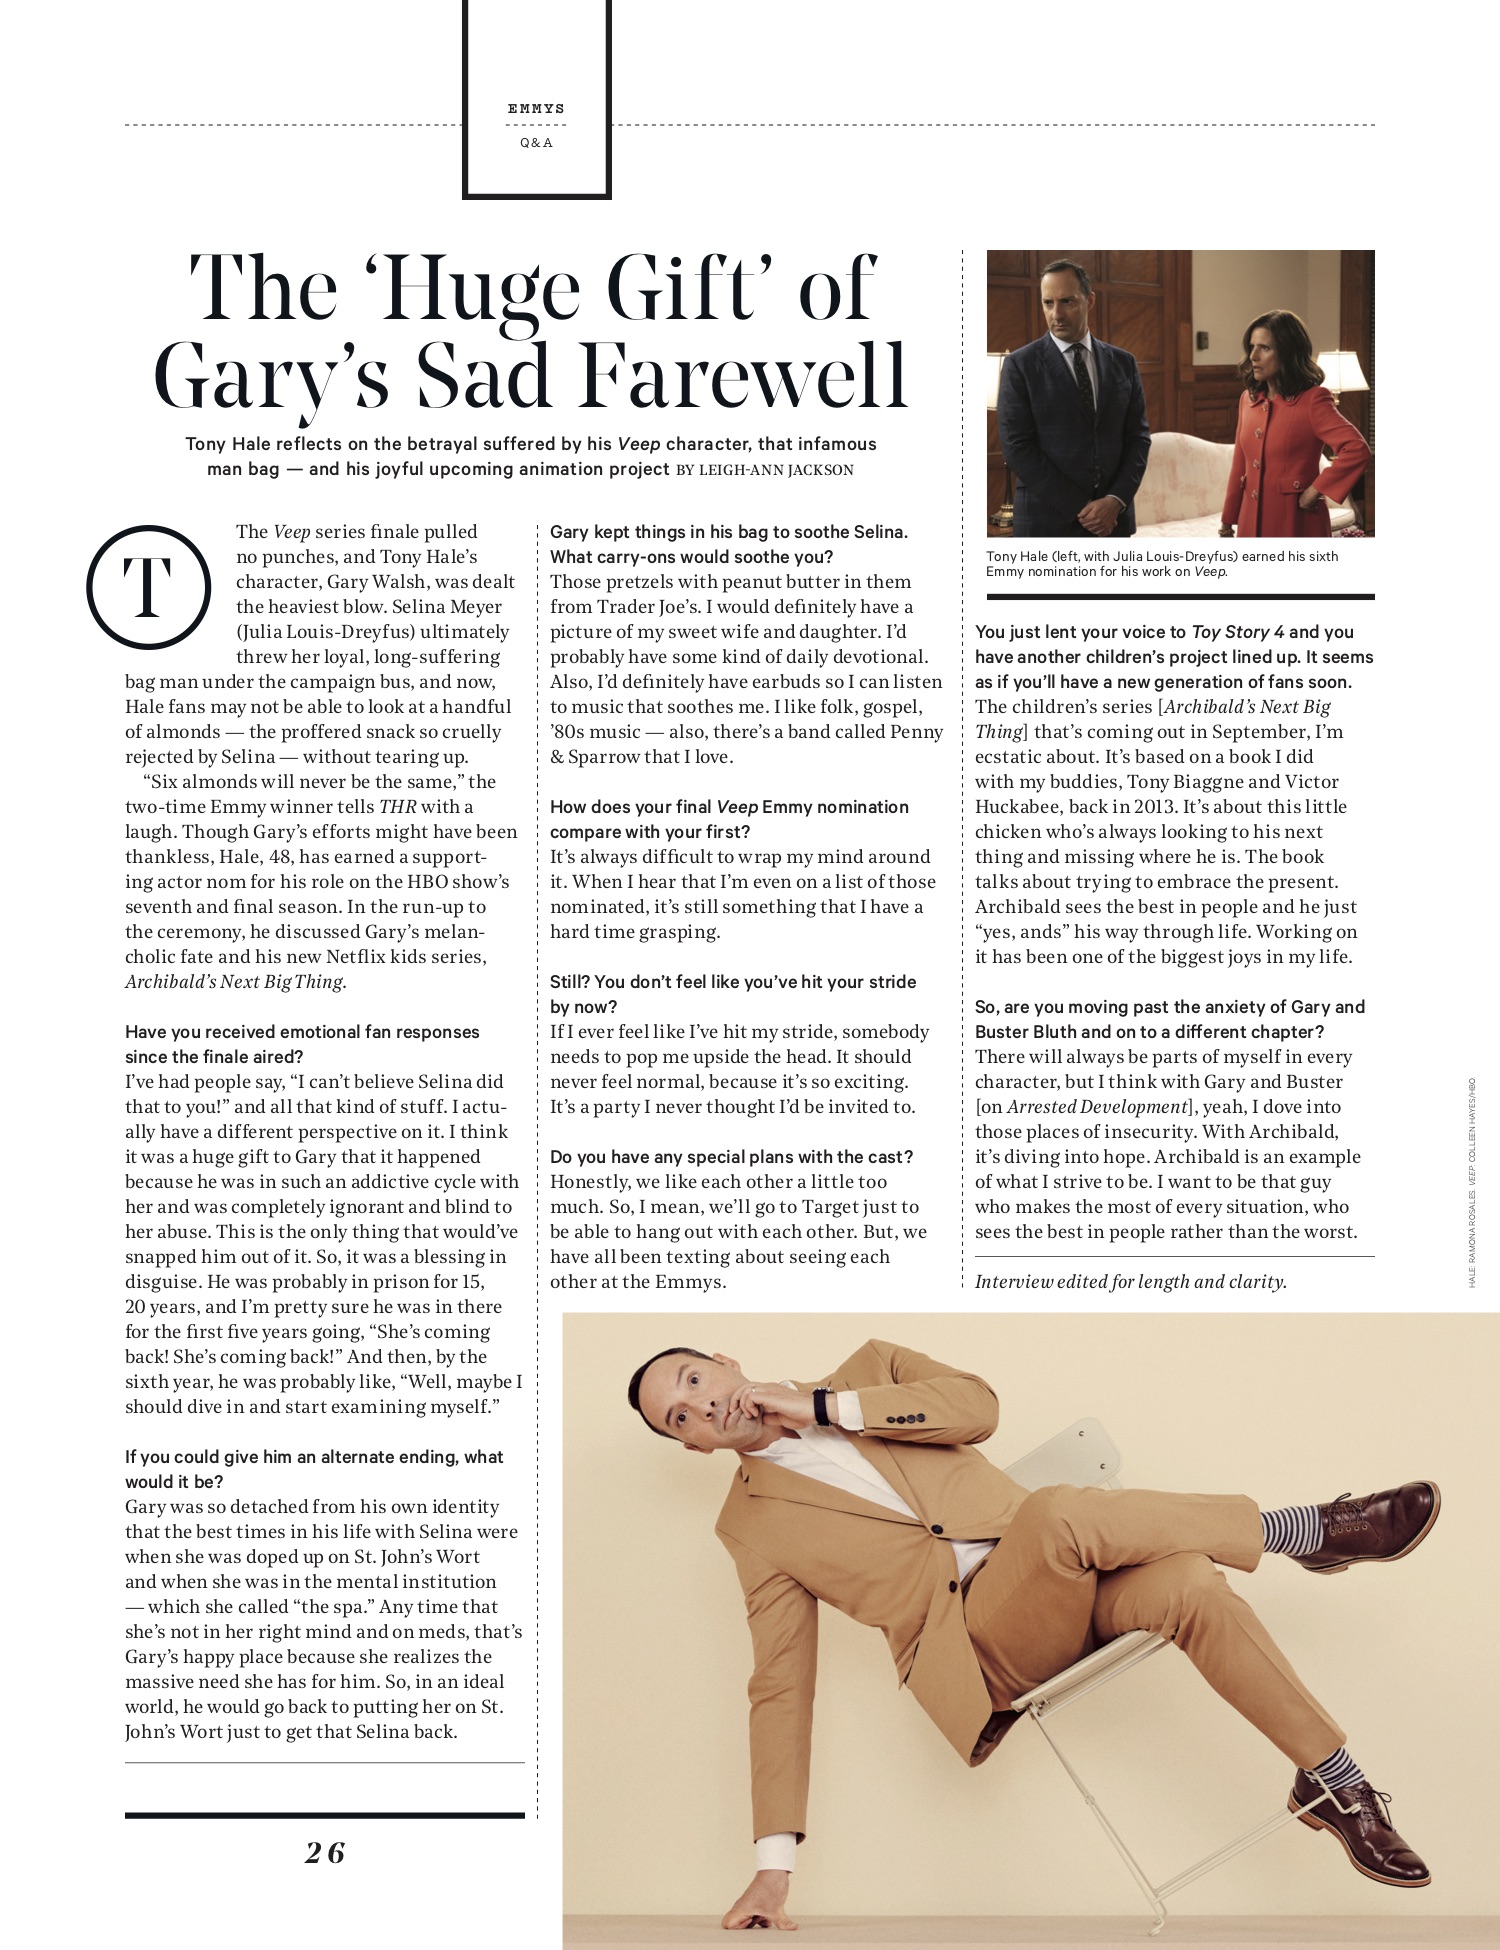 EMMYS
Q&A
The ‘Huge Gift’ of
Gary’s Sad Farewell
Tony Hale reflects on the betrayal suffered by his Veep character, that infamous
man bag — and his joyful upcoming animation project BY LEIGH-ANN JACKSON
T
The Veep series finale pulled
no punches, and Tony Hale’s
character, Gary Walsh, was dealt
the heaviest blow. Selina Meyer
(Julia Louis-Dreyfus) ultimately
threw her loyal, long-suffering
bag man under the campaign bus, and now,
Hale fans may not be able to look at a handful
of almonds — the proffered snack so cruelly
rejected by Selina — without tearing up.
“Six almonds will never be the same,” the
two-time Emmy winner tells THR with a
laugh. Though Gary’s efforts might have been
thankless, Hale, 48, has earned a support-
ing actor nom for his role on the HBO show’s
seventh and final season. In the run-up to
the ceremony, he discussed Gary’s melan-
cholic fate and his new Netflix kids series,
Archibald’s Next Big Thing.
Have you received emotional fan responses
since the finale aired?
I’ve had people say, “I can’t believe Selina did
that to you!” and all that kind of stuff. I actu-
ally have a different perspective on it. I think
it was a huge gift to Gary that it happened
because he was in such an addictive cycle with
her and was completely ignorant and blind to
her abuse. This is the only thing that would’ve
snapped him out of it. So, it was a blessing in
disguise. He was probably in prison for 15,
20 years, and I’m pretty sure he was in there
for the first five years going, “She’s coming
back! She’s coming back!” And then, by the
sixth year, he was probably like, “Well, maybe I
should dive in and start examining myself.”
If you could give him an alternate ending, what
would it be?
Gary was so detached from his own identity
that the best times in his life with Selina were
when she was doped up on St. John’s Wort
and when she was in the mental institution
— which she called “the spa.” Any time that
she’s not in her right mind and on meds, that’s
Gary’s happy place because she realizes the
massive need she has for him. So, in an ideal
world, he would go back to putting her on St.
John’s Wort just to get that Selina back.
Gary kept things in his bag to soothe Selina.
What carry-ons would soothe you?
Those pretzels with peanut butter in them
from Trader Joe’s. I would definitely have a
picture of my sweet wife and daughter. I’d
probably have some kind of daily devotional.
Also, I’d definitely have earbuds so I can listen
to music that soothes me. I like folk, gospel,
’80s music — also, there’s a band called Penny
& Sparrow that I love.
How does your final Veep Emmy nomination
compare with your first?
It’s always difficult to wrap my mind around
it. When I hear that I’m even on a list of those
nominated, it’s still something that I have a
hard time grasping.
Still? You don’t feel like you’ve hit your stride
by now?
If I ever feel like I’ve hit my stride, somebody
needs to pop me upside the head. It should
never feel normal, because it’s so exciting.
It’s a party I never thought I’d be invited to.
Do you have any special plans with the cast?
Honestly, we like each other a little too
much. So, I mean, we’ll go to Target just to
be able to hang out with each other. But, we
have all been texting about seeing each
other at the Emmys.
Tony Hale (left, with Julia Louis-Dreyfus) earned his sixth
Emmy nomination for his work on Veep.
You just lent your voice to Toy Story 4 and you
have another children’s project lined up. It seems
as if you’ll have a new generation of fans soon.
The children’s series [Archibald’s Next Big
Thing] that’s coming out in September, I’m
ecstatic about. It’s based on a book I did
with my buddies, Tony Biaggne and Victor
Huckabee, back in 2013. It’s about this little
chicken who’s always looking to his next
thing and missing where he is. The book
talks about trying to embrace the present.
Archibald sees the best in people and he just
“yes, ands” his way through life. Working on
it has been one of the biggest joys in my life.
So, are you moving past the anxiety of Gary and
Buster Bluth and on to a different chapter?
There will always be parts of myself in every
character, but I think with Gary and Buster
[on Arrested Development], yeah, I dove into
those places of insecurity. With Archibald,
it’s diving into hope. Archibald is an example
of what I strive to be. I want to be that guy
who makes the most of every situation, who
sees the best in people rather than the worst.
Interview edited for length and clarity.
HALE: RAMONA ROSALES. VEEP: COLLEEN HAYES/HBO.
26